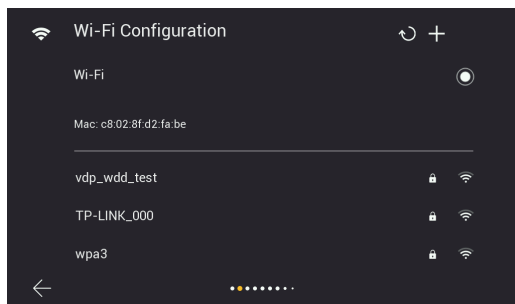 Wi-Fi Configuration
Wi-Fi
Mac: c8:02:8f:d2:fa:be
vdp_wdd_test
TP-LINK_000
wpa3